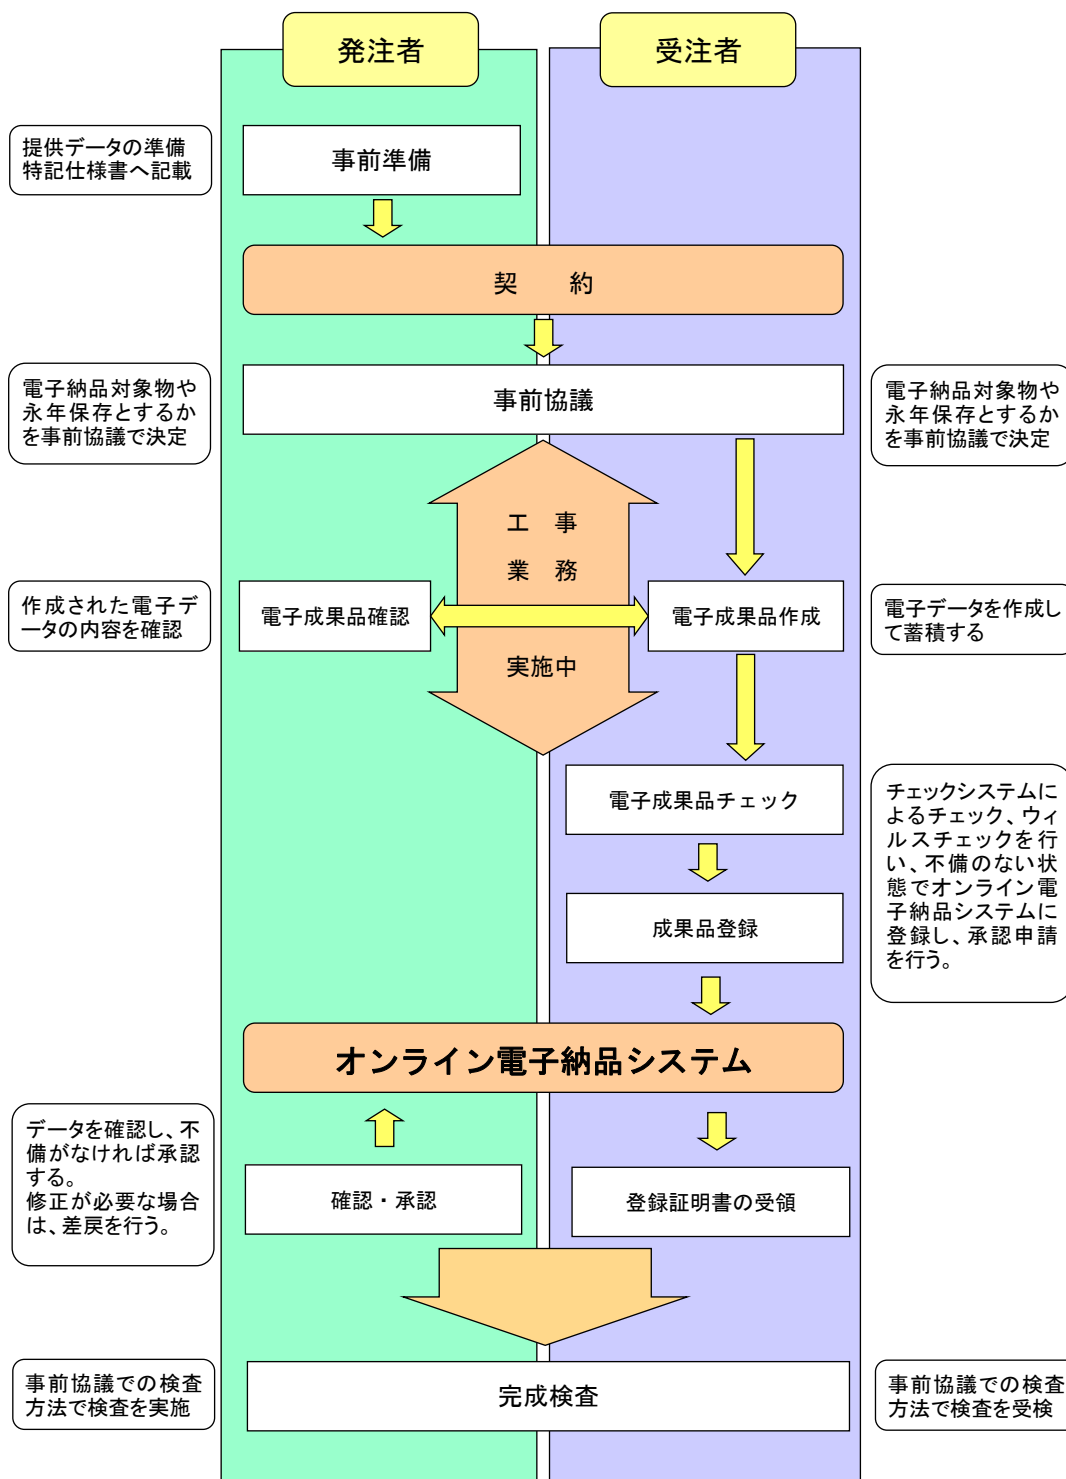 発注者
受注者
提供データの準備
特記仕様書へ記載
事前準備
契　　約
電子納品対象物や
永年保存とするか
を事前協議で決定
事前協議
電子納品対象物や
永年保存とするか
を事前協議で決定
工　事
業　務
実施中
作成された電子デ
ータの内容を確認
電子成果品確認
電子成果品作成
電子データを作成し
て蓄積する
電子成果品チェック
チェックシステムに
よるチェック、ウィ
ルスチェックを行
い、不備のない状
態でオンライン電
子納品システムに
登録し、承認申請
を行う。
成果品登録
オンライン電子納品システム
データを確認し、不
備がなければ承認
する。
修正が必要な場合
は、差戻を行う。
確認・承認
登録証明書の受領
事前協議での検査
方法で検査を実施
完成検査
事前協議での検査
方法で検査を受検